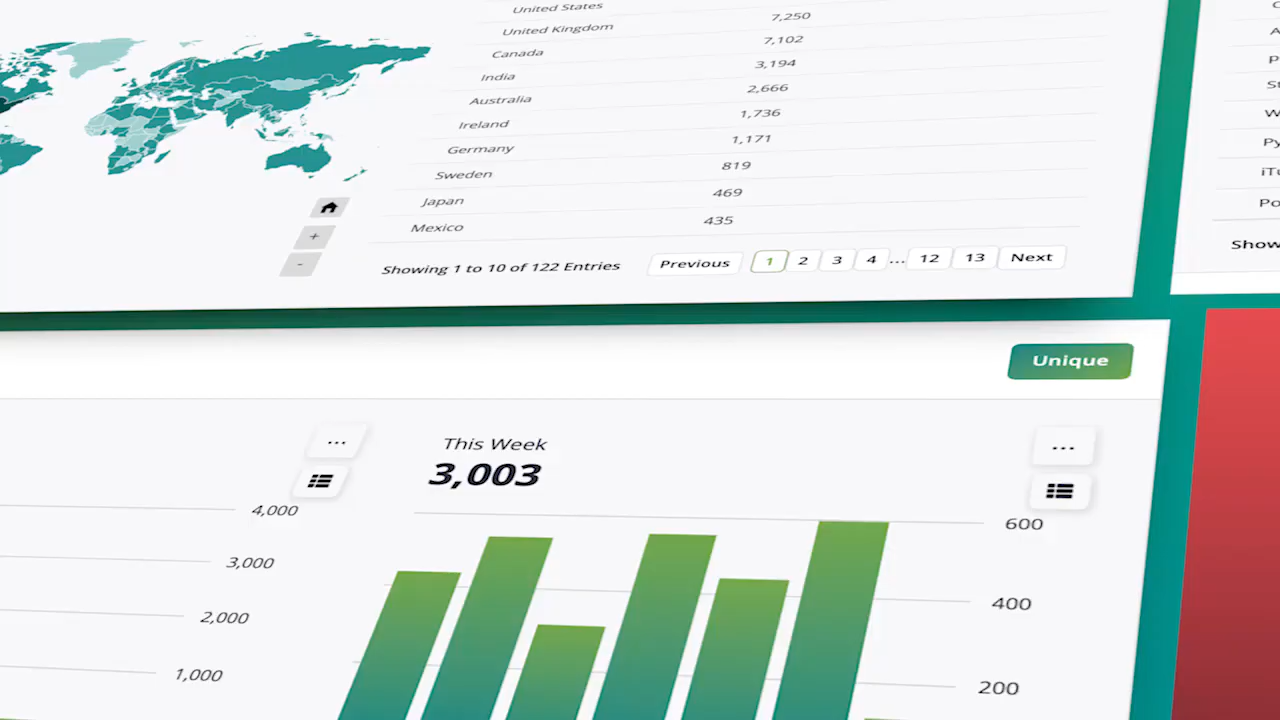 United States
United Kingdom 7,250
Canada 7,102
India 3,194
Australia 2,666
Ireland 1,736
Germany 1,171
Sweden 819
Japan 469
Mexico 435
+
-
Showing 1 to 10 of 122 Entries Previous 1 2 3 4 ... 12 13 Next
Unique
...
4,000
3,000
2,000
1,000
This Week
3,003
...
600
400
200